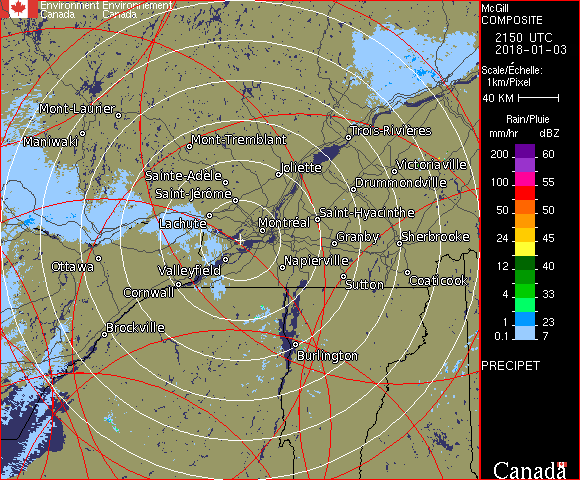 Environment Environnement
Canada Canada
McGill
COMPOSITE
2150 UTC
2018-01-03
Scale/Échelle:
1km/Pixel
40 KM
Rain/Pluie
mm/hr dBZ
200 60
100 55
50 50
24 45
12 40
4 33
1 23
0.1 7
PRECIPET
Canada
Mont-Laurier
Maniwaki
Mont-Tremblant
Trois-Rivières
Joliette
Victoriaville
Sainte-Adèle
Drummondville
Saint-Jérôme
Lachute
Saint-Hyacinthe
Montréal
Granby
Sherbrooke
Ottawa
Valleyfield
Napierville
Cornwall
Sutton
Coaticook
Brockville
Burlington